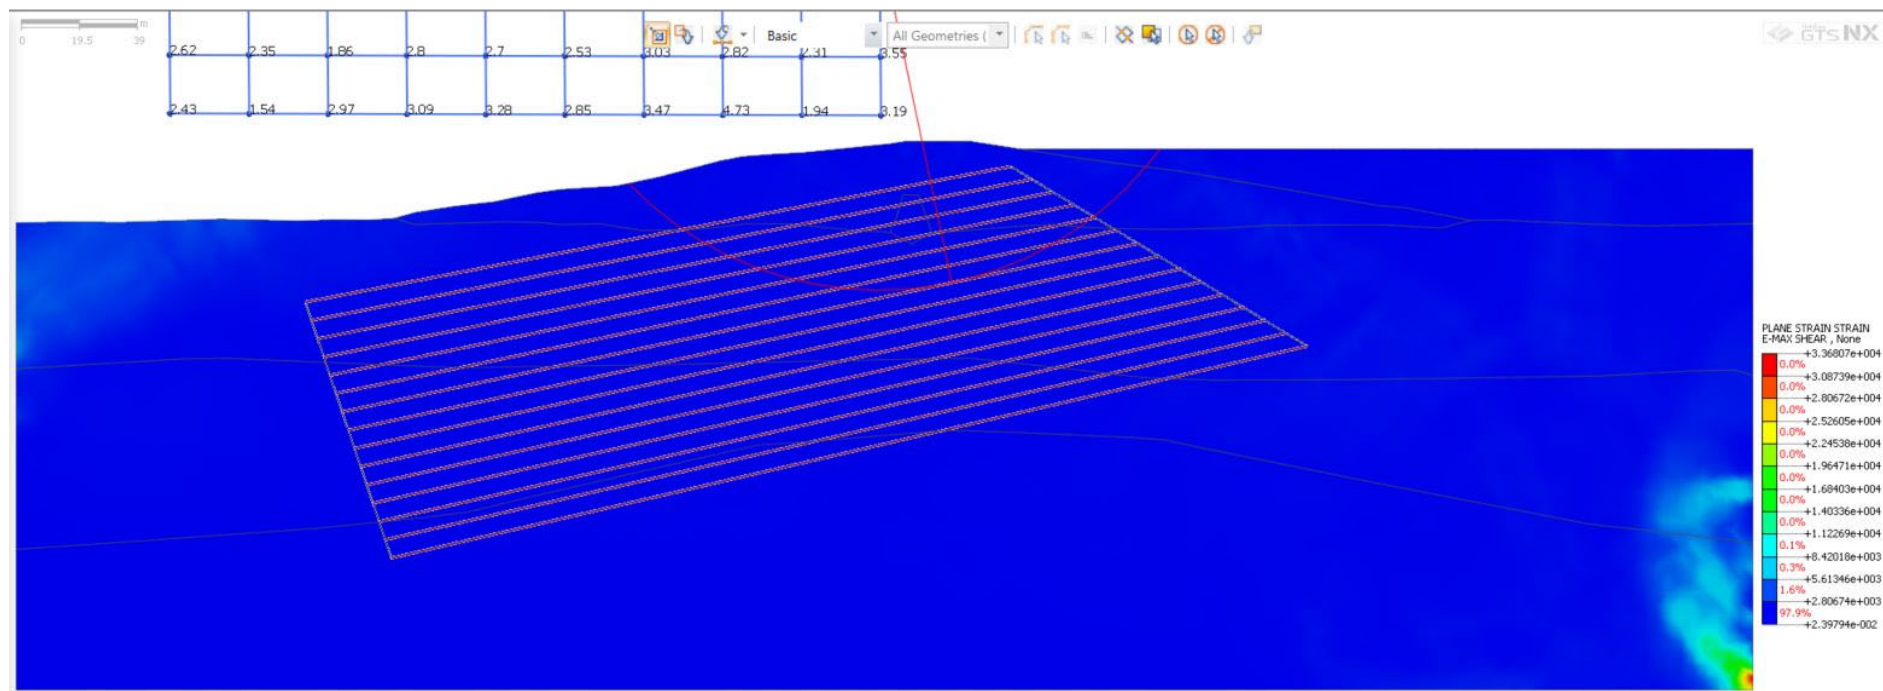 m
0 19.5 39
Basic
All Geometries (
GTS NX
2.62 2.35 1.86 2.8 2.7 2.53 3.03 2.82 2.31 3.55
2.43 1.54 2.97 3.09 3.28 2.85 3.47 4.73 1.94 3.19
PLANE STRAIN STRAIN
E-MAX SHEAR , None
+3.36807e+004
0.0%
+3.08739e+004
0.0%
+2.80672e+004
0.0%
+2.52605e+004
0.0%
+2.24538e+004
0.0%
+1.96471e+004
0.0%
+1.68403e+004
0.0%
+1.40336e+004
0.0%
+1.12269e+004
0.1%
+8.42018e+003
0.3%
+5.61346e+003
1.6%
+2.80674e+003
97.9%
+2.39794e-002